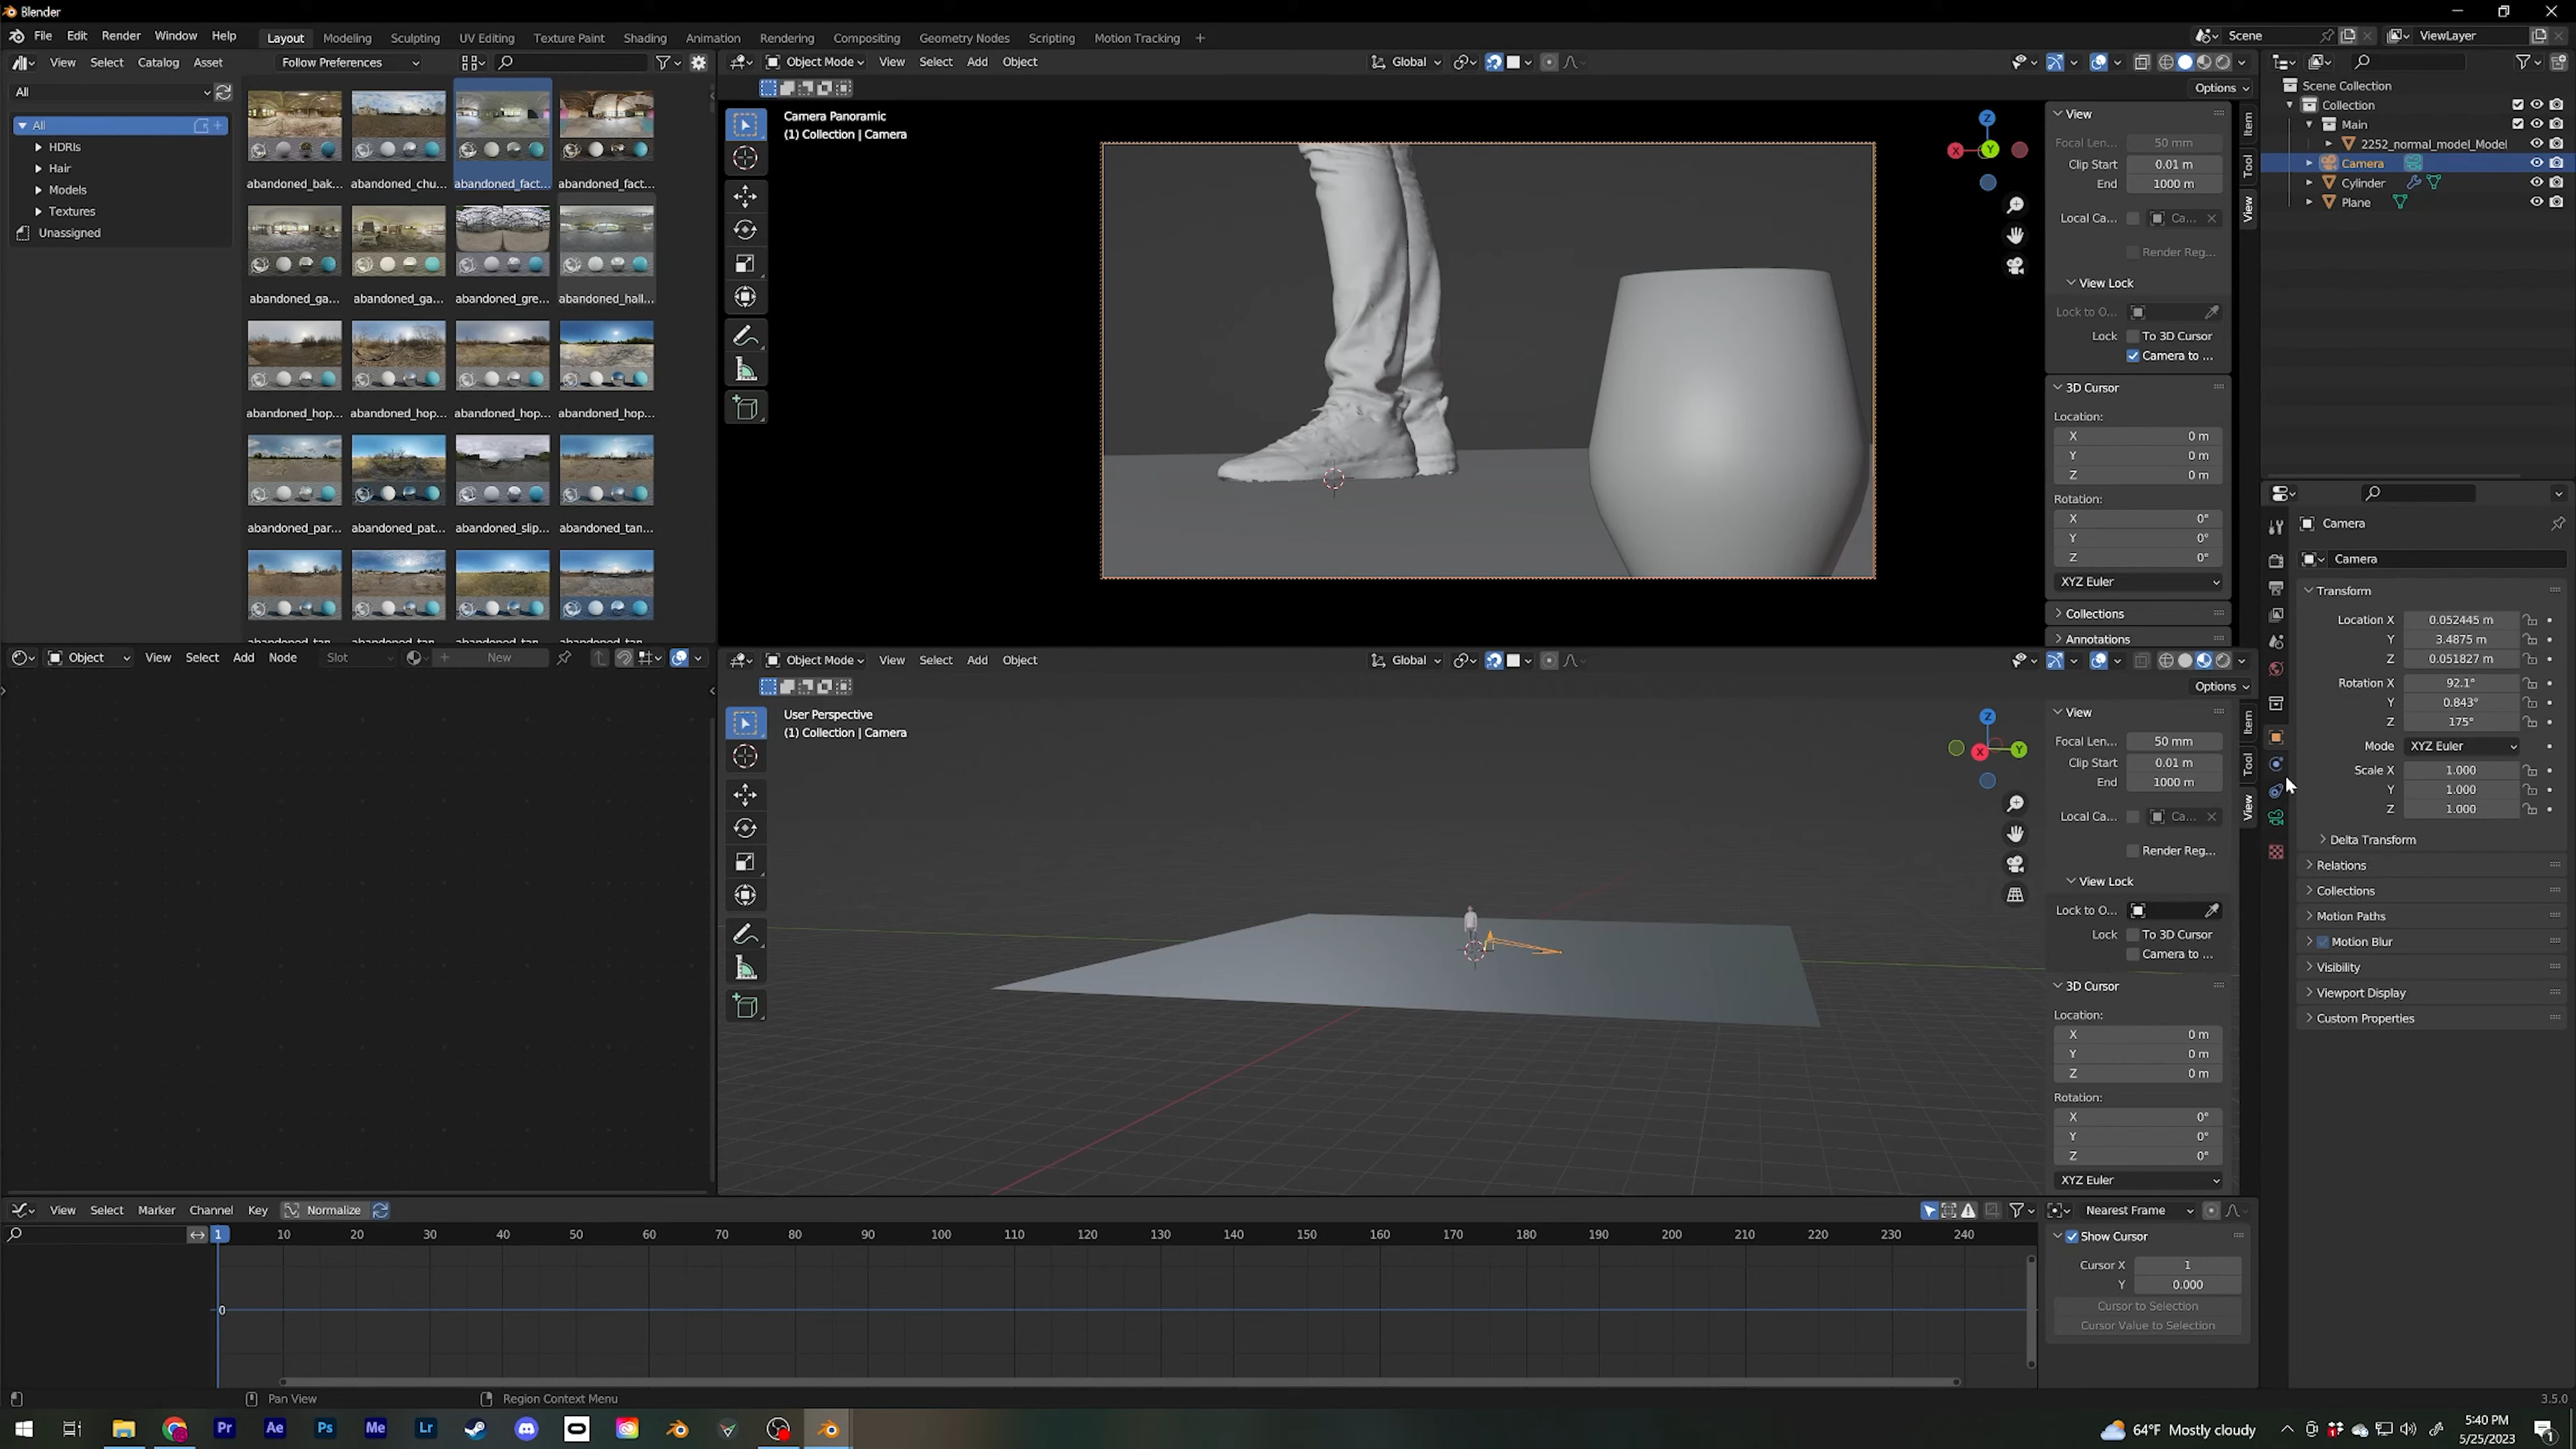 Blender
File Edit Render Window Help Layout Modeling Sculpting UV Editing Texture Paint Shading Animation Rendering Compositing Geometry Nodes Scripting Motion Tracking + Scene ViewLayer
View Select Catalog Asset Follow Preferences
All
All
HDRIs
Hair
Models
Textures
Unassigned
abandoned_bak... abandoned_chu... abandoned_fact... abandoned_fact...
abandoned_ga... abandoned_ga... abandoned_gre... abandoned_hall...
abandoned_hop... abandoned_hop... abandoned_hop... abandoned_hop...
abandoned_par... abandoned_pat... abandoned_slip... abandoned_tan...
Object Mode View Select Add Object Global
Options
Camera Panoramic
(1) Collection | Camera
Z
X Y
View
Focal Len... 50 mm
Clip Start 0.01 m
End 1000 m
Local Ca... Ca...
Render Reg...
View Lock
Lock to O...
Lock To 3D Cursor
Camera to ...
3D Cursor
Location:
X 0 m
Y 0 m
Z 0 m
Rotation:
X 0°
Y 0°
Z 0°
XYZ Euler
Collections
Annotations
Item
Tool
View
Scene Collection
Collection
Main
2252_normal_model_Model
Camera
Cylinder
Plane
Camera
Camera
Transform
Location X 0.052445 m
Y 3.4875 m
Z 0.051827 m
Rotation X 92.1°
Y 0.843°
Z 175°
Mode XYZ Euler
Scale X 1.000
Y 1.000
Z 1.000
Delta Transform
Relations
Collections
Motion Paths
Motion Blur
Visibility
Viewport Display
Custom Properties
Object View Select Add Node Slot New
Object Mode View Select Add Object Global
Options
User Perspective
(1) Collection | Camera
Z
X Y
View
Focal Len... 50 mm
Clip Start 0.01 m
End 1000 m
Local Ca... Ca...
Render Reg...
View Lock
Lock to O...
Lock To 3D Cursor
Camera to ...
3D Cursor
Location:
X 0 m
Y 0 m
Z 0 m
Rotation:
X 0°
Y 0°
Z 0°
XYZ Euler
Item
Tool
View
View Select Marker Channel Key Normalize Nearest Frame
1 10 20 30 40 50 60 70 80 90 100 110 120 130 140 150 160 170 180 190 200 210 220 230 240
0
Show Cursor
Cursor X 1
Y 0.000
Cursor to Selection
Cursor Value to Selection
Pan View Region Context Menu 3.5.0
Pr Ae Ps Me Lr 64°F Mostly cloudy 5:40 PM
5/25/2023